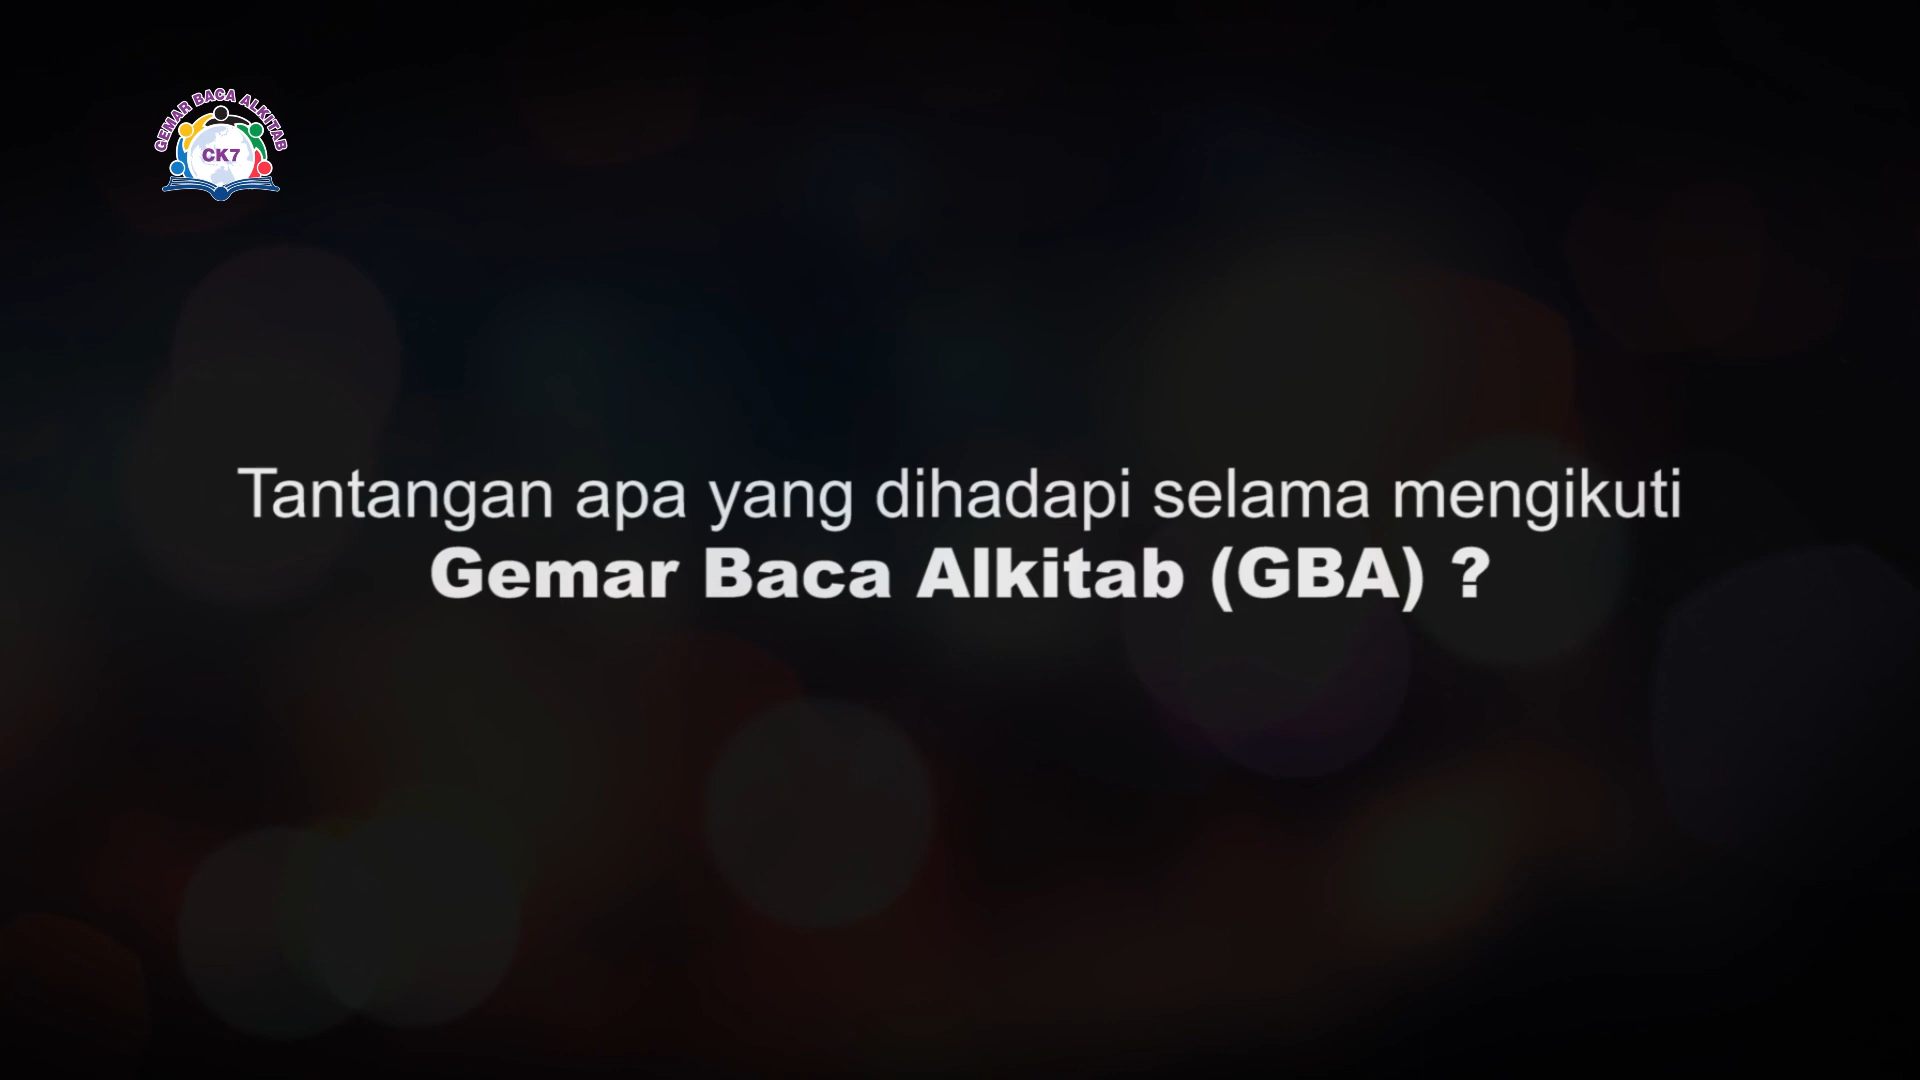 GEMAR BACA ALKITAB
CK7
Tantangan apa yang dihadapi selama mengikuti
Gemar Baca Alkitab (GBA) ?